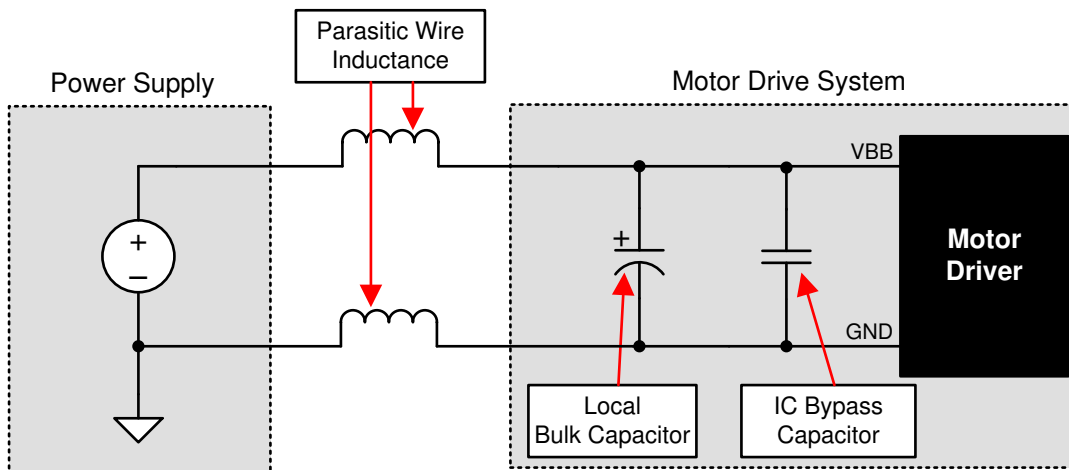 Parasitic Wire
Inductance
Power Supply
Motor Drive System
VBB
+
+
–
Motor
Driver
GND
Local
Bulk Capacitor
IC Bypass
Capacitor